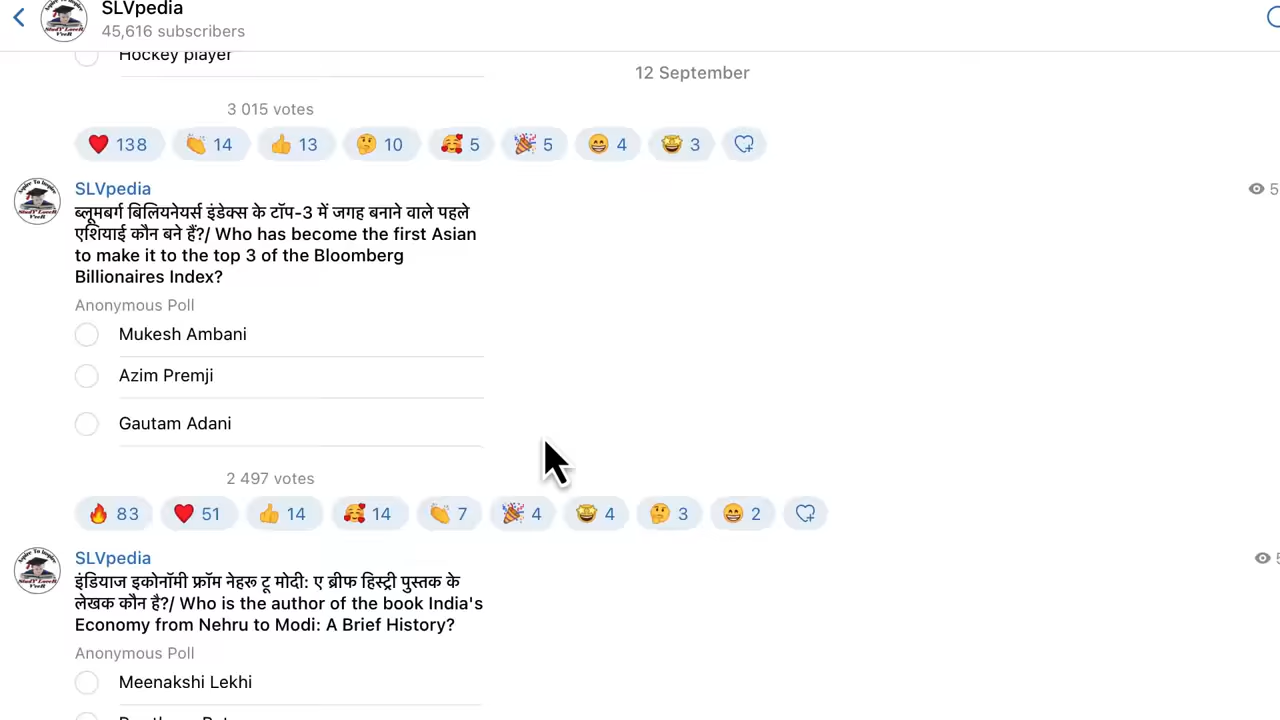 SLVpedia
45,616 subscribers
Hockey player
12 September
3 015 votes
138 14 13 10 5 5 4 3
SLVpedia
5
ब्लूमबर्ग बिलियनेयर्स इंडेक्स के टॉप-3 में जगह बनाने वाले पहले
एशियाई कौन बने हैं?/ Who has become the first Asian
to make it to the top 3 of the Bloomberg
Billionaires Index?
Anonymous Poll
Mukesh Ambani
Azim Premji
Gautam Adani
2 497 votes
83 51 14 14 7 4 4 3 2
SLVpedia
इंडियाज इकोनॉमी फ्रॉम नेहरू टू मोदी: ए ब्रीफ हिस्ट्री पुस्तक के
लेखक कौन है?/ Who is the author of the book India's
Economy from Nehru to Modi: A Brief History?
Anonymous Poll
Meenakshi Lekhi